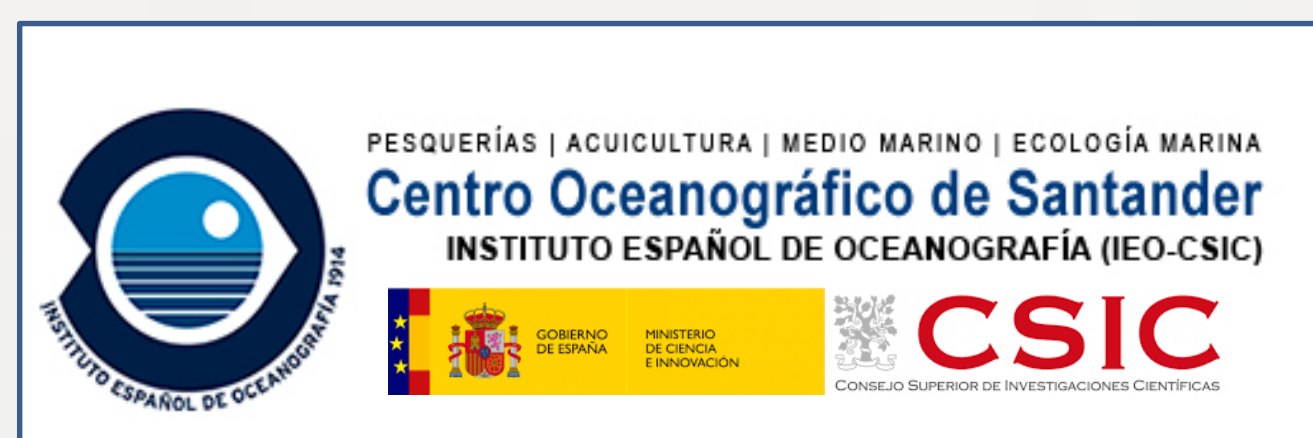 PESQUERÍAS | ACUICULTURA | MEDIO MARINO | ECOLOGÍA MARINA
Centro Oceanográfico de Santander
INSTITUTO ESPAÑOL DE OCEANOGRAFÍA (IEO-CSIC)
INSTITUTO ESPAÑOL DE OCEANOGRAFÍA 1914
GOBIERNO
DE ESPAÑA
MINISTERIO
DE CIENCIA
E INNOVACIÓN
CSIC
CONSEJO SUPERIOR DE INVESTIGACIONES CIENTÍFICAS